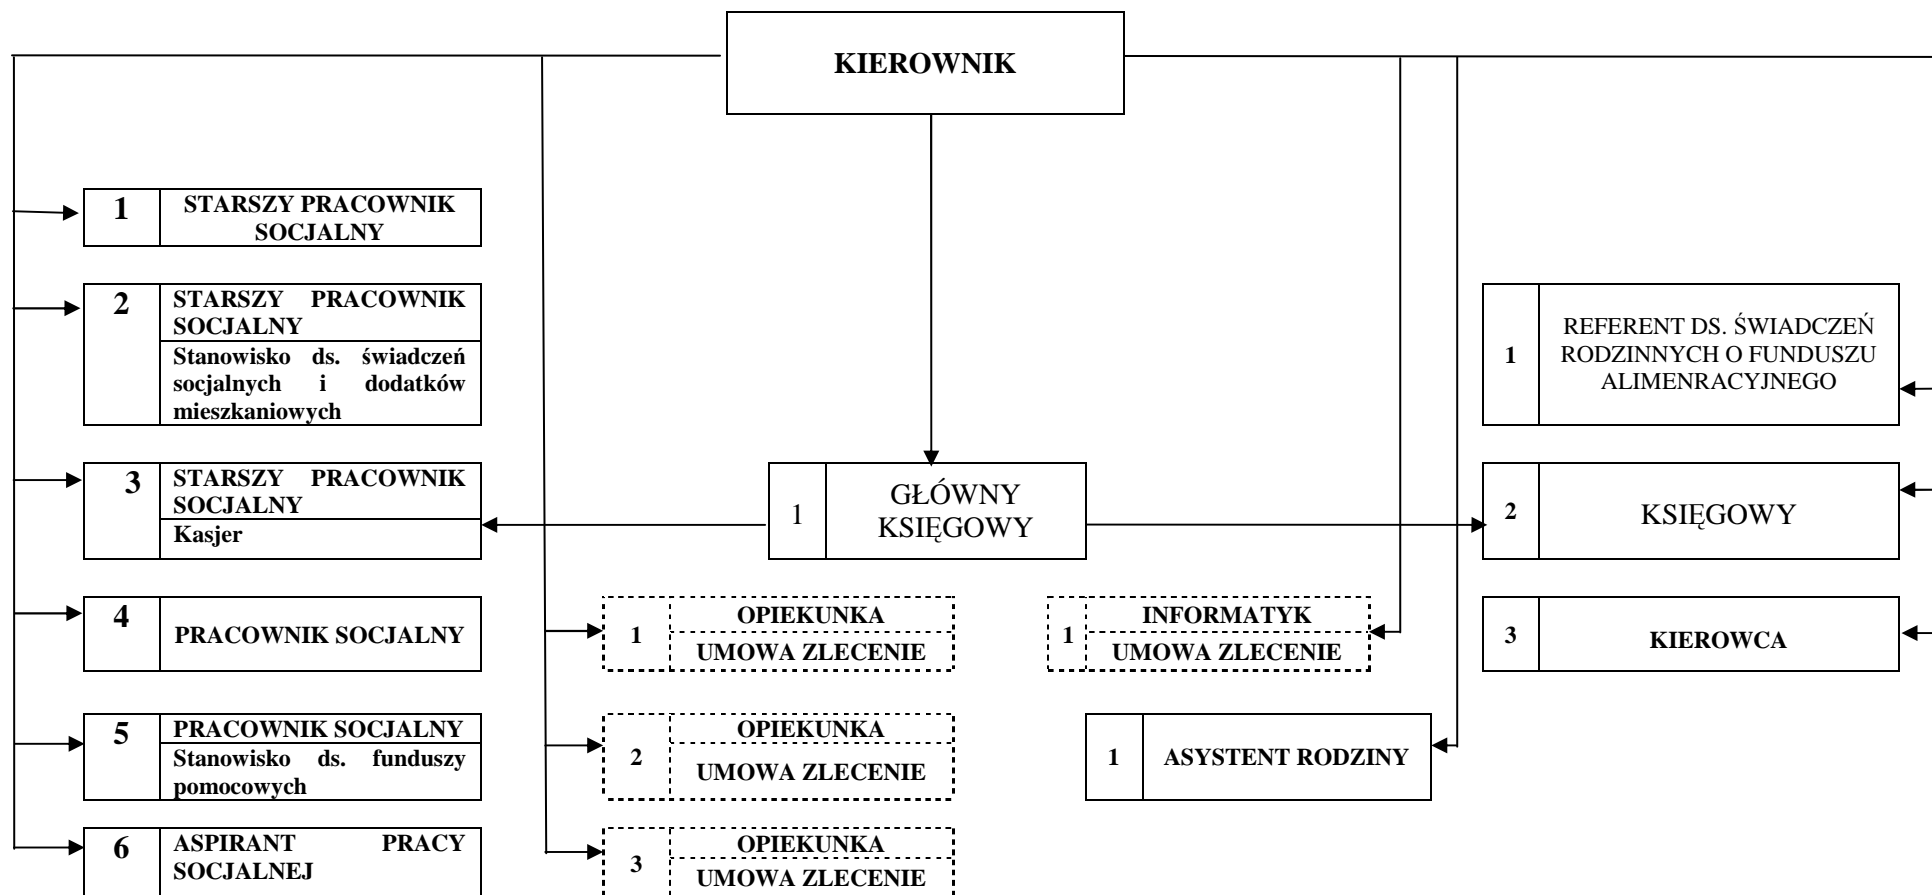 KIEROWNIK
1
STARSZY PRACOWNIK
SOCJALNY
2
STARSZY PRACOWNIK
SOCJALNY
Stanowisko ds. świadczeń
socjalnych i dodatków
mieszkaniowych
3
STARSZY PRACOWNIK
SOCJALNY
Kasjer
4
PRACOWNIK SOCJALNY
5
PRACOWNIK SOCJALNY
Stanowisko ds. funduszy
pomocowych
6
ASPIRANT PRACY
SOCJALNEJ
1
GŁÓWNY
KSIĘGOWY
1
OPIEKUNKA
UMOWA ZLECENIE
2
OPIEKUNKA
UMOWA ZLECENIE
3
OPIEKUNKA
UMOWA ZLECENIE
1
INFORMATYK
UMOWA ZLECENIE
1
ASYSTENT RODZINY
1
REFERENT DS. ŚWIADCZEŃ
RODZINNYCH O FUNDUSZU
ALIMENRACYJNEGO
2
KSIĘGOWY
3
KIEROWCA